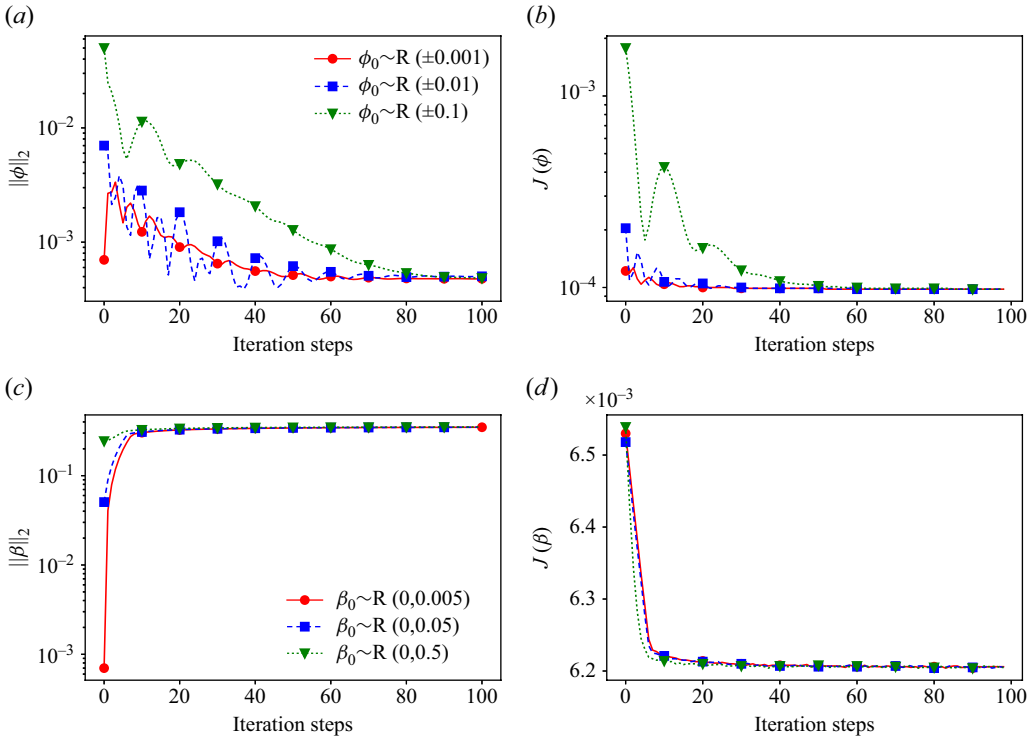 (a)
10⁻²
10⁻³
||ϕ||₂
ϕ₀~R (±0.001)
ϕ₀~R (±0.01)
ϕ₀~R (±0.1)
0 20 40 60 80 100
Iteration steps
(b)
10⁻³
10⁻⁴
J (ϕ)
0 20 40 60 80 100
Iteration steps
(c)
10⁻¹
10⁻²
10⁻³
||β||₂
β₀~R (0,0.005)
β₀~R (0,0.05)
β₀~R (0,0.5)
0 20 40 60 80 100
Iteration steps
(d)
×10⁻³
6.5
6.4
6.3
6.2
J (β)
0 20 40 60 80 100
Iteration steps